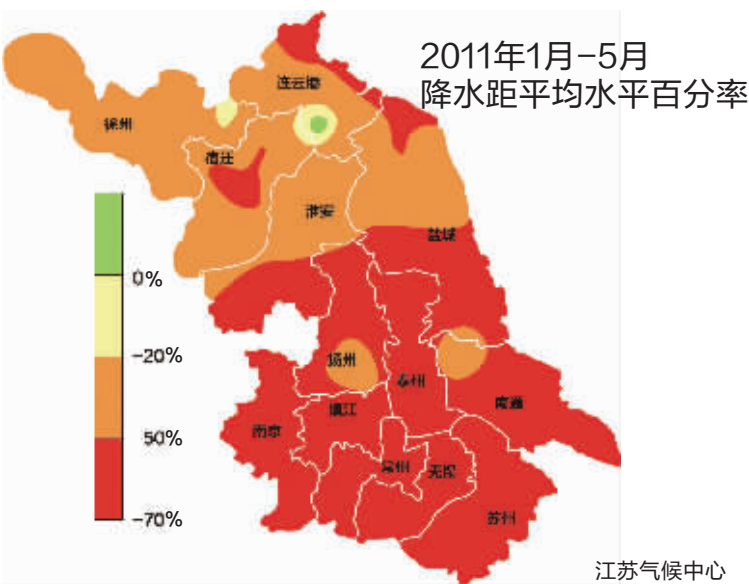 2011年1月-5月
降水距平均水平百分率
连云港
徐州
宿迁
淮安
盐城
0%
-20%
扬州
泰州
镇江
南通
南京
50%
常州
无锡
-70%
苏州
江苏气候中心